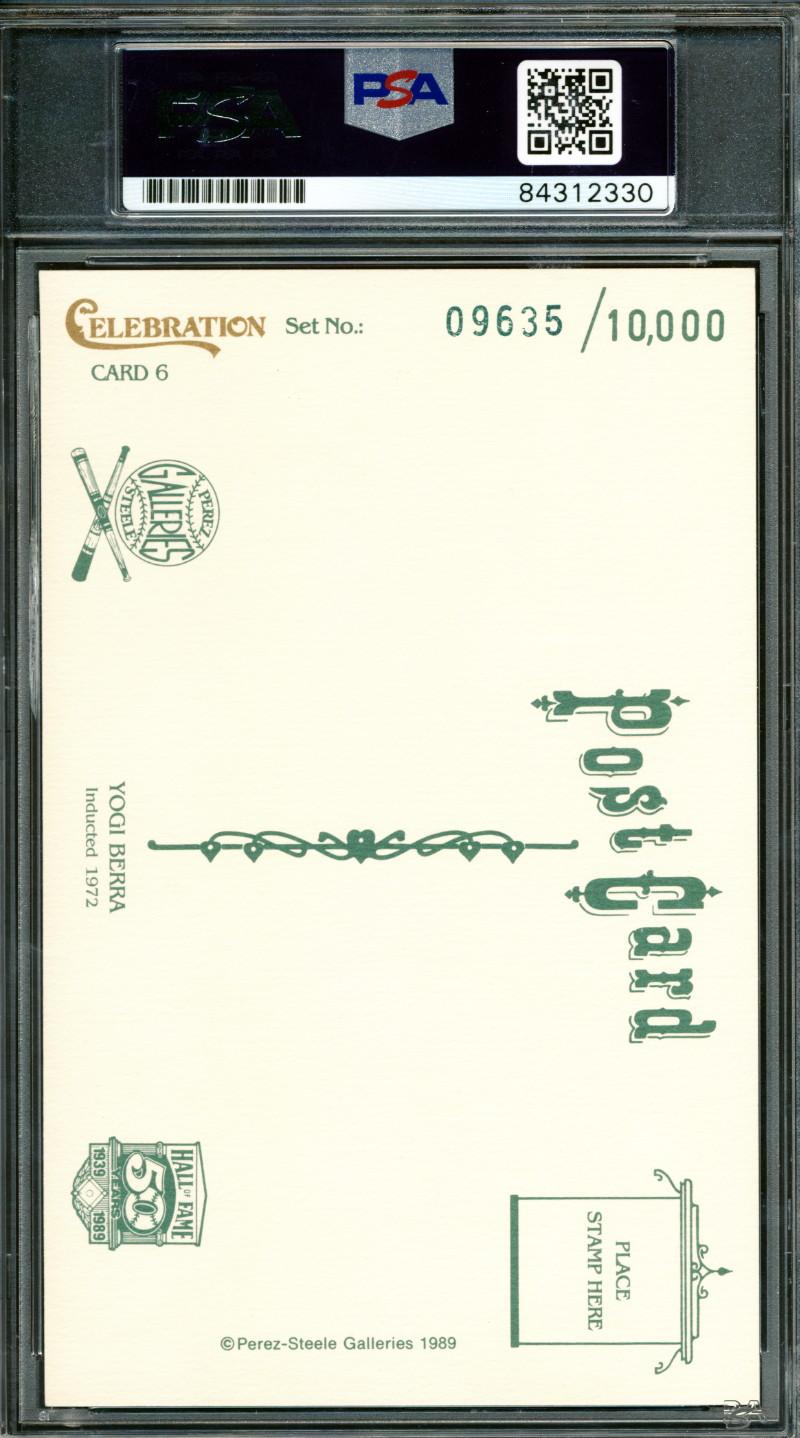 PSA
PSA
84312330
CELEBRATION Set No.: 09635 / 10,000
CARD 6
PEREZ
GALLERIES
STEELE
Post Card
YOGI BERRA
Inducted 1972
HALL OF FAME
50
YEARS
1939 1989
PLACE
STAMP HERE
©Perez-Steele Galleries 1989